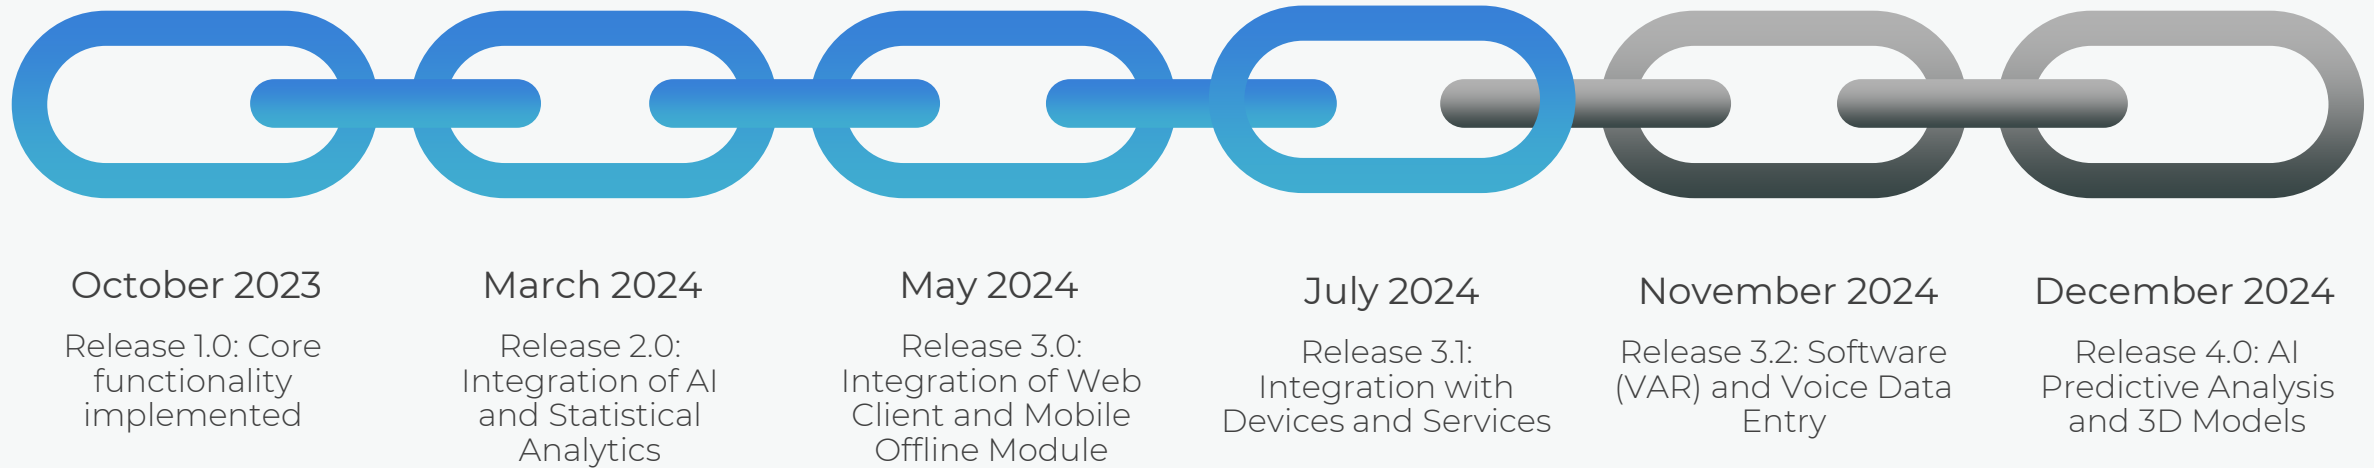 October 2023
Release 1.0: Core
functionality
implemented
March 2024
Release 2.0:
Integration of AI
and Statistical
Analytics
May 2024
Release 3.0:
Integration of Web
Client and Mobile
Offline Module
July 2024
Release 3.1:
Integration with
Devices and Services
November 2024
Release 3.2: Software
(VAR) and Voice Data
Entry
December 2024
Release 4.0: AI
Predictive Analysis
and 3D Models